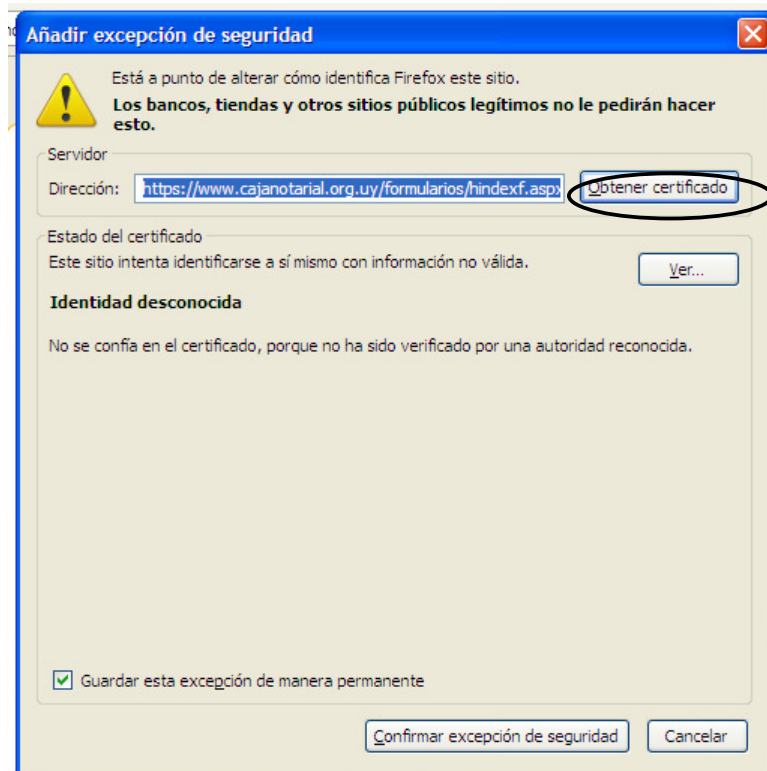 Añadir excepción de seguridad
Está a punto de alterar cómo identifica Firefox este sitio.
Los bancos, tiendas y otros sitios públicos legítimos no le pedirán hacer
esto.
Servidor
Dirección: https://www.cajanotarial.org.uy/formularios/hindexf.aspx Obtener certificado
Estado del certificado
Este sitio intenta identificarse a sí mismo con información no válida.
Ver...
Identidad desconocida
No se confía en el certificado, porque no ha sido verificado por una autoridad reconocida.
Guardar esta excepción de manera permanente
Confirmar excepción de seguridad Cancelar